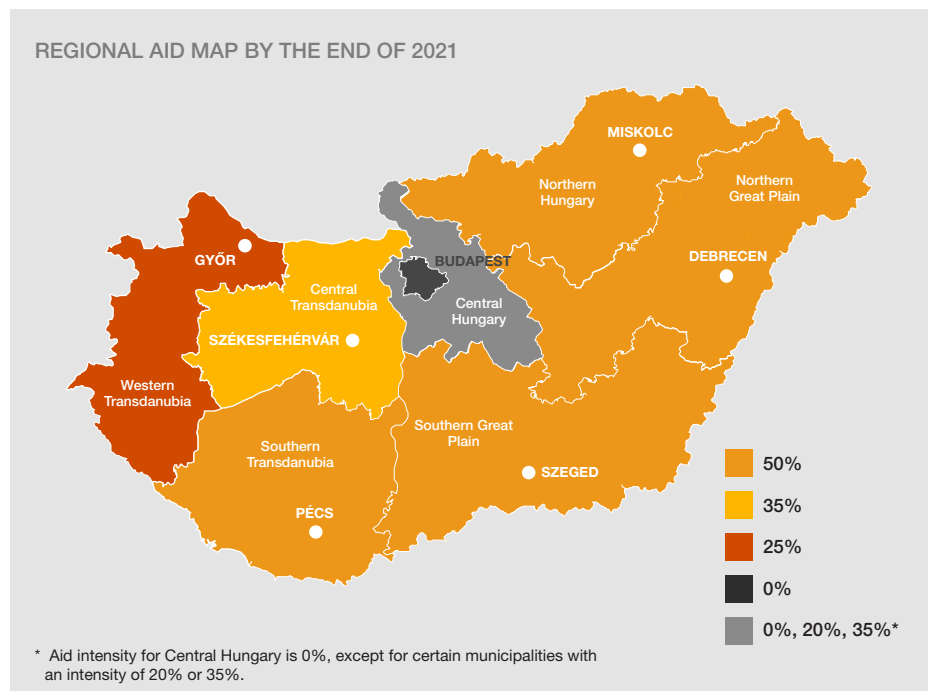 REGIONAL AID MAP BY THE END OF 2021
MISKOLC
Northern
Hungary
Northern
Great Plain
GYŐR
BUDAPEST
DEBRECEN
Central
Transdanubia
Central
Hungary
SZÉKESFEHÉRVÁR
Western
Transdanubia
Southern
Transdanubia
Southern Great
Plain
SZEGED
PÉCS
50%
35%
25%
0%
0%, 20%, 35%*
* Aid intensity for Central Hungary is 0%, except for certain municipalities with
an intensity of 20% or 35%.